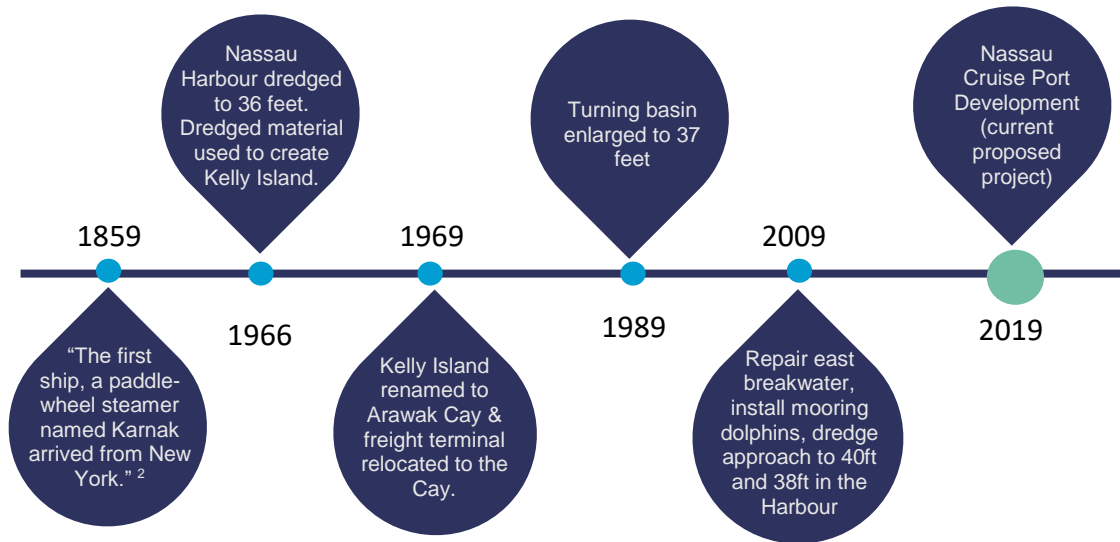 Nassau
Harbour dredged
to 36 feet.
Dredged material
used to create
Kelly Island.
Turning basin
enlarged to 37
feet
Nassau
Cruise Port
Development
(current
proposed
project)
1859
1969
2009
1966
1989
2019
“The first
ship, a paddle-
wheel steamer
named Karnak
arrived from New
York.” 2
Kelly Island
renamed to
Arawak Cay &
freight terminal
relocated to the
Cay.
Repair east
breakwater,
install mooring
dolphins, dredge
approach to 40ft
and 38ft in the
Harbour